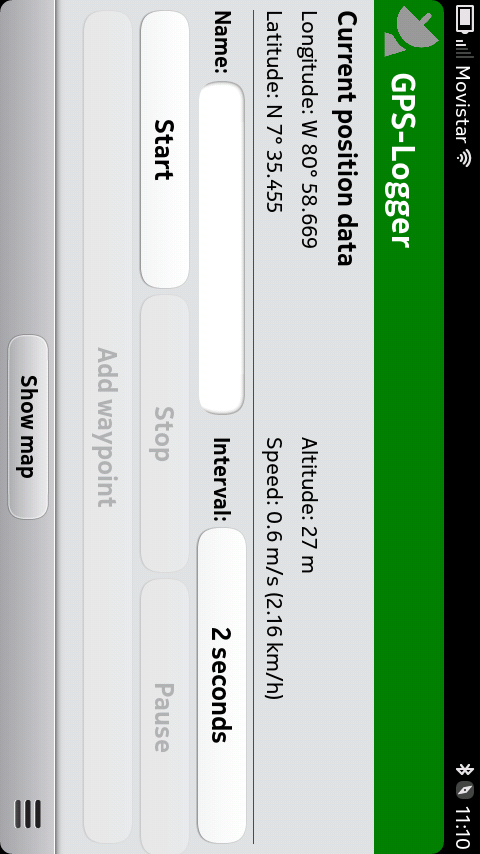 Movistar 11:10
GPS-Logger
Current position data
Longitude: W 80° 58.669 Altitude: 27 m
Latitude: N 7° 35.455 Speed: 0.6 m/s (2.16 km/h)
Name: Interval: 2 seconds
Start Stop Pause
Add waypoint
Show map